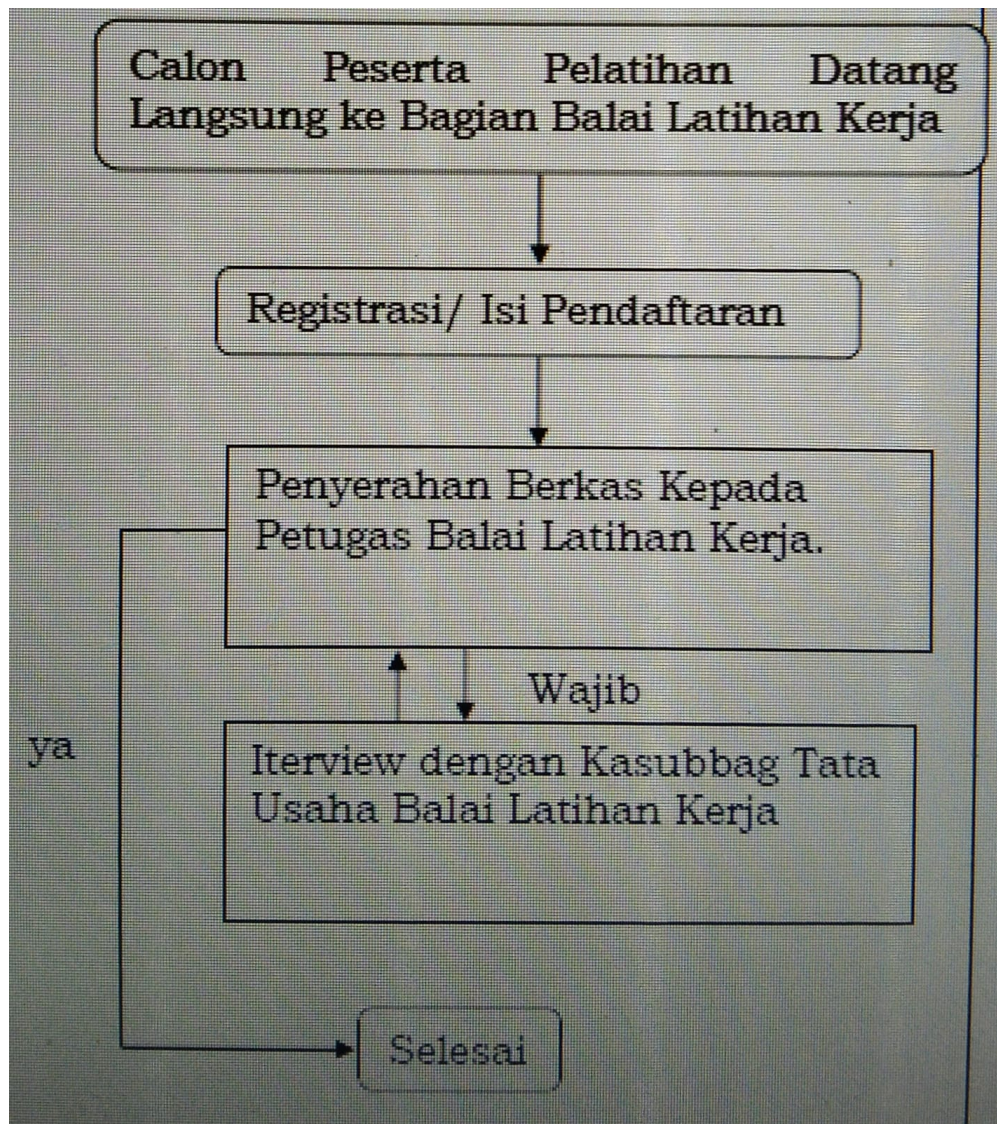 Calon Peserta Pelatihan Datang
Langsung ke Bagian Balai Latihan Kerja
Registrasi/ Isi Pendaftaran
Penyerahan Berkas Kepada
Petugas Balai Latihan Kerja.
Wajib
ya
Iterview dengan Kasubbag Tata
Usaha Balai Latihan Kerja
Selesai